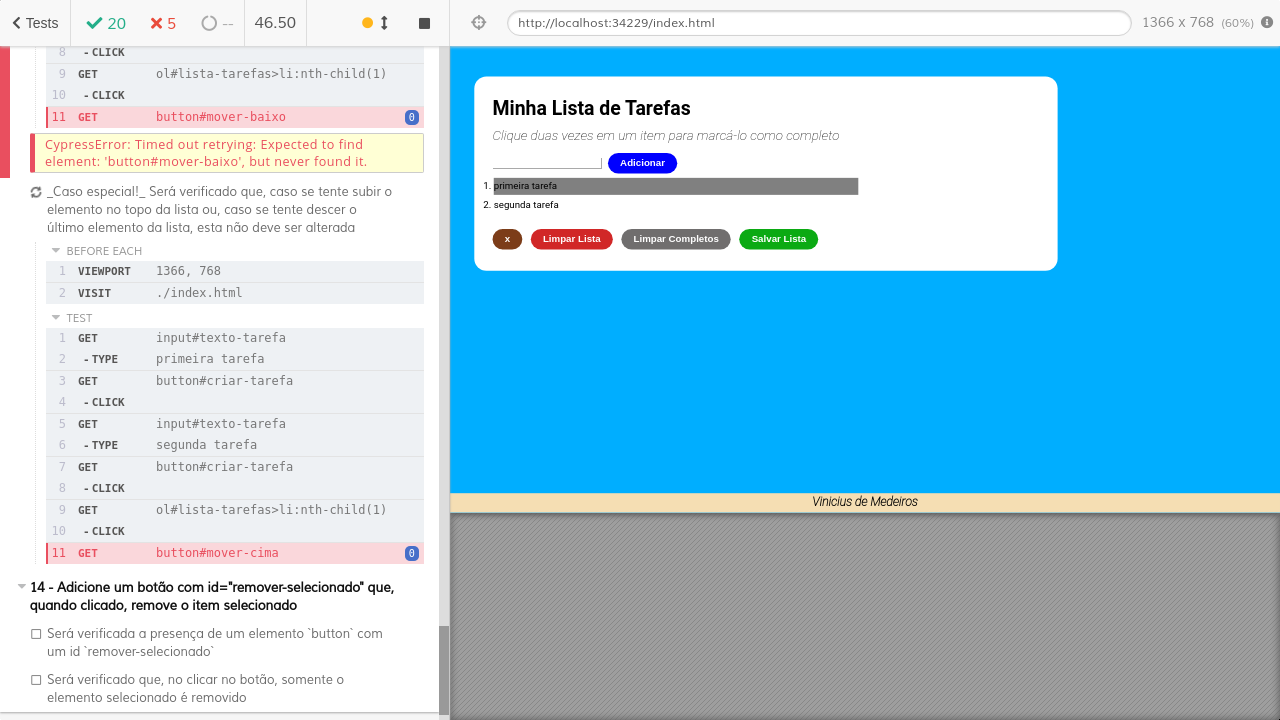 Tests
20
5
--
46.50
8 - CLICK
9 GET ol#lista-tarefas>li:nth-child(1)
10 - CLICK
11 GET button#mover-baixo 0
CypressError: Timed out retrying: Expected to find
element: 'button#mover-baixo', but never found it.
_Caso especial!_ Será verificado que, caso se tente subir o
elemento no topo da lista ou, caso se tente descer o
último elemento da lista, esta não deve ser alterada
BEFORE EACH
1 VIEWPORT 1366, 768
2 VISIT ./index.html
TEST
1 GET input#texto-tarefa
2 - TYPE primeira tarefa
3 GET button#criar-tarefa
4 - CLICK
5 GET input#texto-tarefa
6 - TYPE segunda tarefa
7 GET button#criar-tarefa
8 - CLICK
9 GET ol#lista-tarefas>li:nth-child(1)
10 - CLICK
11 GET button#mover-cima 0
14 - Adicione um botão com id="remover-selecionado" que,
quando clicado, remove o item selecionado
Será verificada a presença de um elemento `button` com
um id `remover-selecionado`
Será verificado que, no clicar no botão, somente o
elemento selecionado é removido
http://localhost:34229/index.html
1366 x 768 (60%)
Minha Lista de Tarefas
Clique duas vezes em um item para marcá-lo como completo
Adicionar
1. primeira tarefa
2. segunda tarefa
x
Limpar Lista
Limpar Completos
Salvar Lista
Vinicius de Medeiros